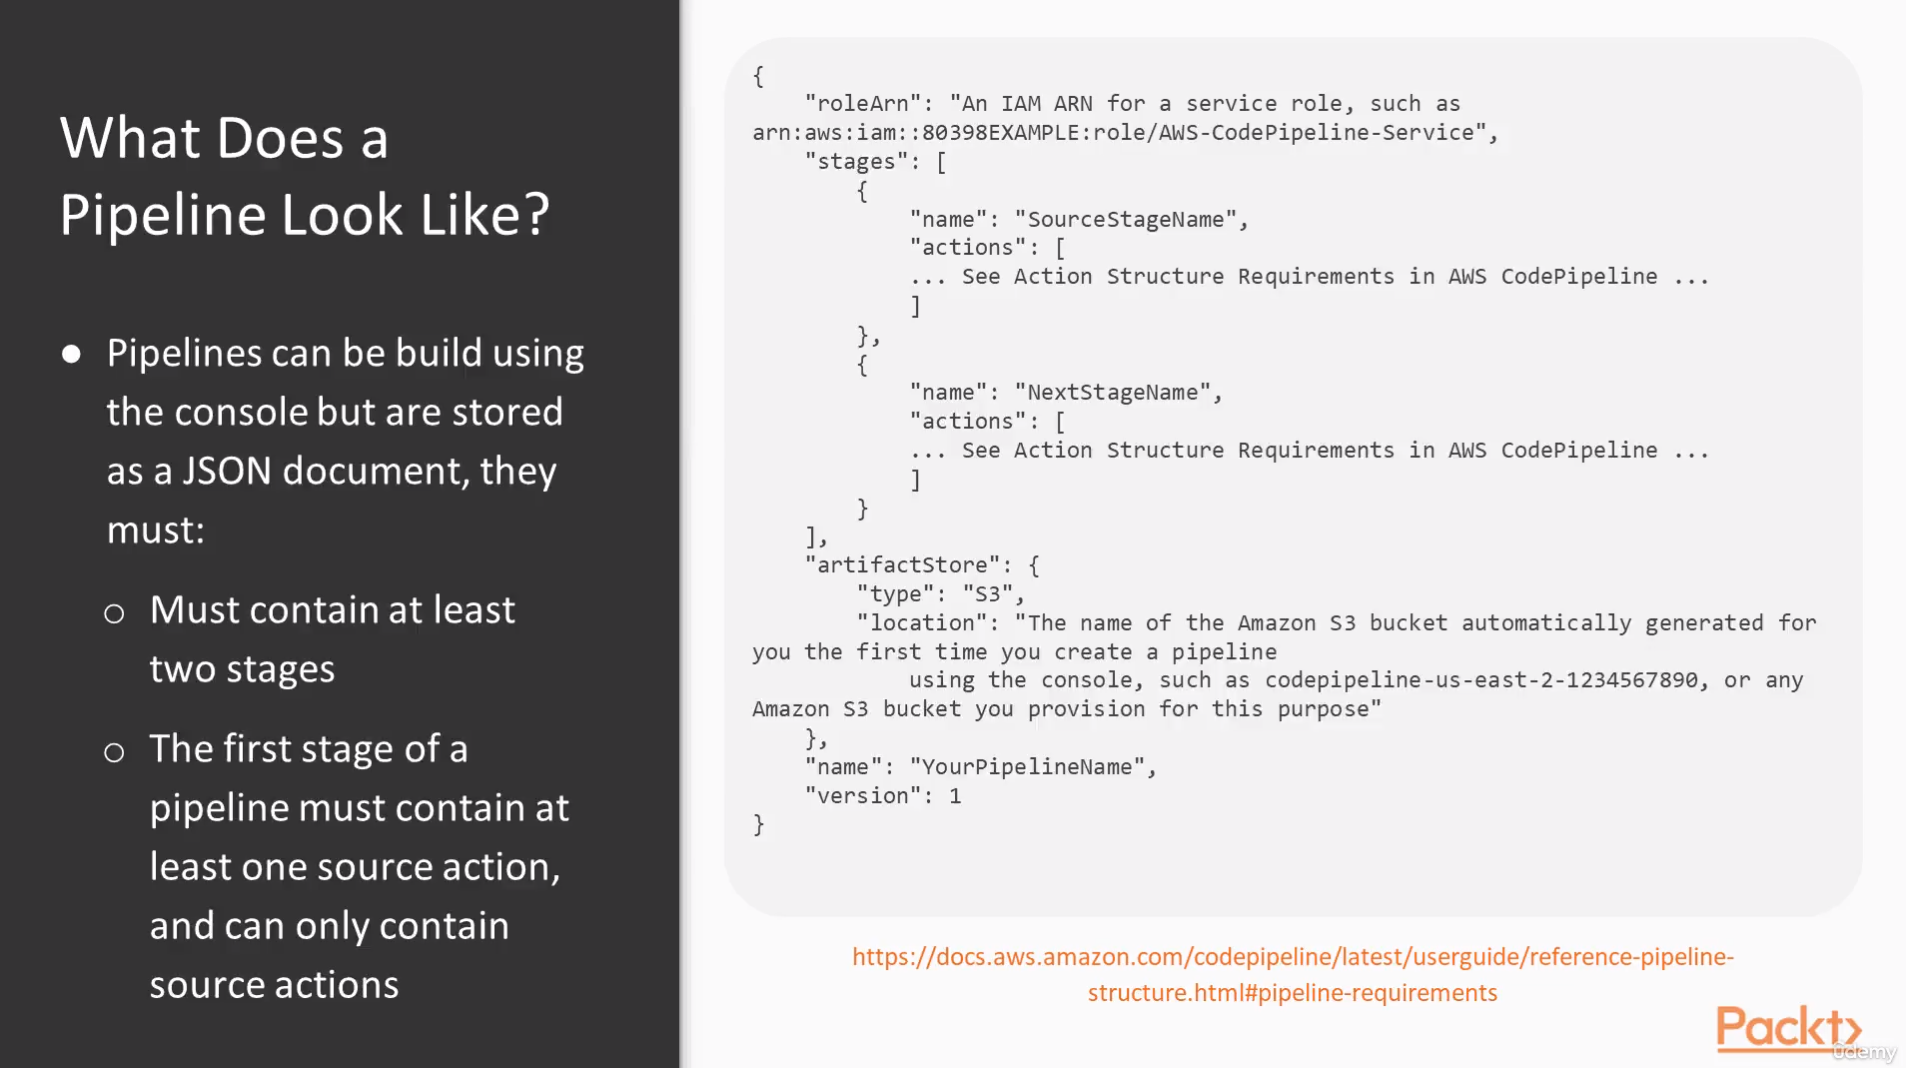 What Does a
Pipeline Look Like?
● Pipelines can be build using
the console but are stored
as a JSON document, they
must:
○ Must contain at least
two stages
○ The first stage of a
pipeline must contain at
least one source action,
and can only contain
source actions
{
    "roleArn": "An IAM ARN for a service role, such as
arn:aws:iam::80398EXAMPLE:role/AWS-CodePipeline-Service",
    "stages": [
        {
            "name": "SourceStageName",
            "actions": [
            ... See Action Structure Requirements in AWS CodePipeline ...
            ]
        },
        {
            "name": "NextStageName",
            "actions": [
            ... See Action Structure Requirements in AWS CodePipeline ...
            ]
        }
    ],
    "artifactStore": {
        "type": "S3",
        "location": "The name of the Amazon S3 bucket automatically generated for
you the first time you create a pipeline
            using the console, such as codepipeline-us-east-2-1234567890, or any
Amazon S3 bucket you provision for this purpose"
    },
    "name": "YourPipelineName",
    "version": 1
}
https://docs.aws.amazon.com/codepipeline/latest/userguide/reference-pipeline-
structure.html#pipeline-requirements
Packt>
ûdemy